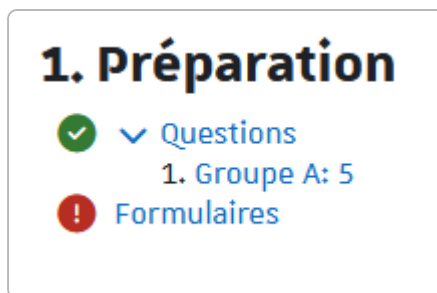 1. Préparation
Questions
1. Groupe A: 5
Formulaires